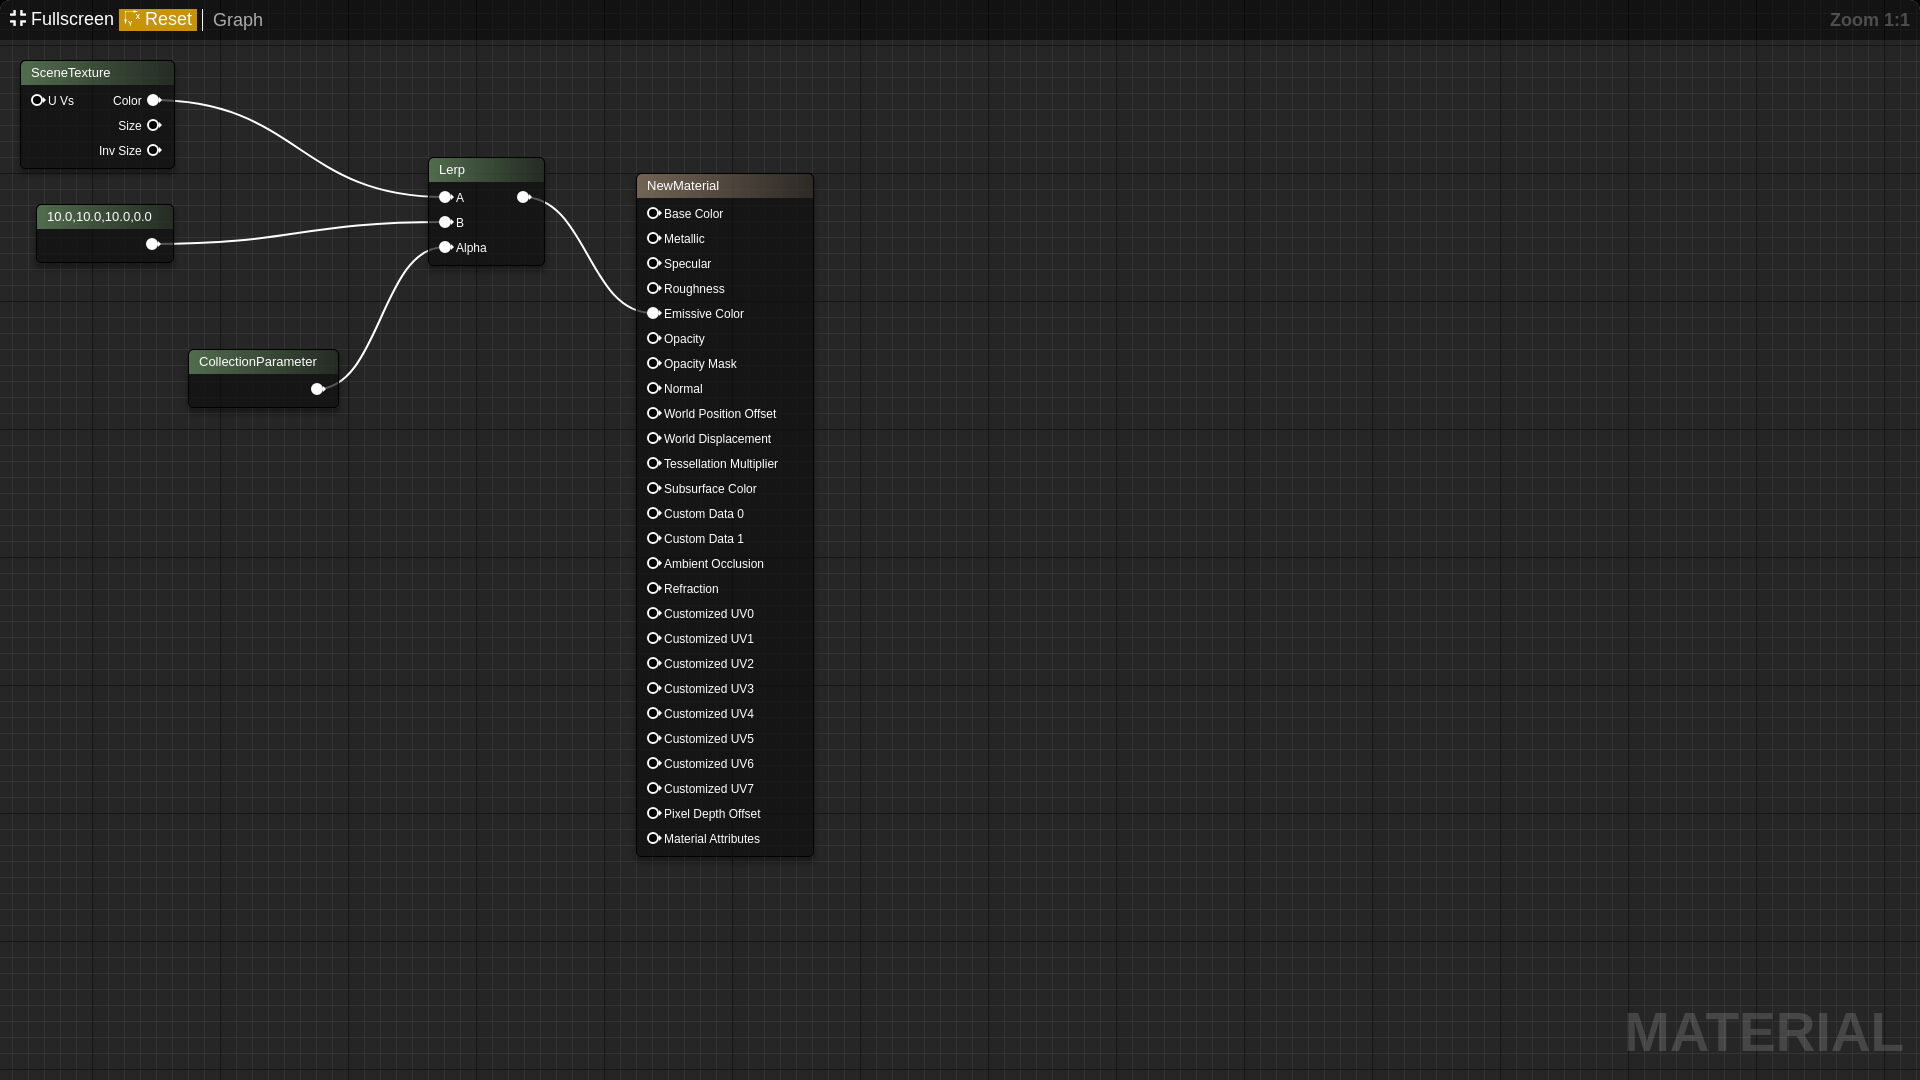 Fullscreen Reset Graph Zoom 1:1
SceneTexture
U Vs Color
Size
Inv Size
10.0,10.0,10.0,0.0
CollectionParameter
Lerp
A
B
Alpha
NewMaterial
Base Color
Metallic
Specular
Roughness
Emissive Color
Opacity
Opacity Mask
Normal
World Position Offset
World Displacement
Tessellation Multiplier
Subsurface Color
Custom Data 0
Custom Data 1
Ambient Occlusion
Refraction
Customized UV0
Customized UV1
Customized UV2
Customized UV3
Customized UV4
Customized UV5
Customized UV6
Customized UV7
Pixel Depth Offset
Material Attributes
MATERIAL